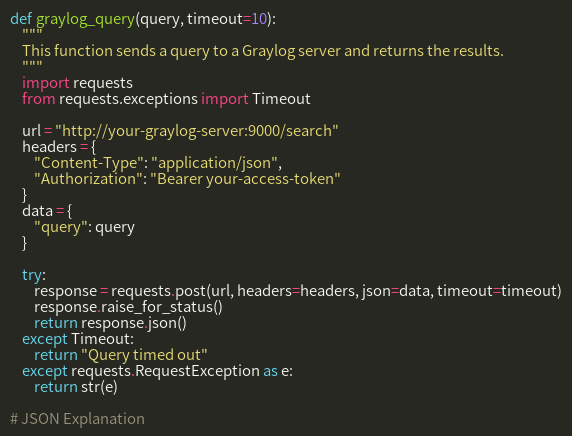 def graylog_query(query, timeout=10):
"""
This function sends a query to a Graylog server and returns the results.
"""
import requests
from requests.exceptions import Timeout
url = "http://your-graylog-server:9000/search"
headers = {
"Content-Type": "application/json",
"Authorization": "Bearer your-access-token"
}
data = {
"query": query
}
try:
response = requests.post(url, headers=headers, json=data, timeout=timeout)
response.raise_for_status()
return response.json()
except Timeout:
return "Query timed out"
except requests.RequestException as e:
return str(e)
# JSON Explanation